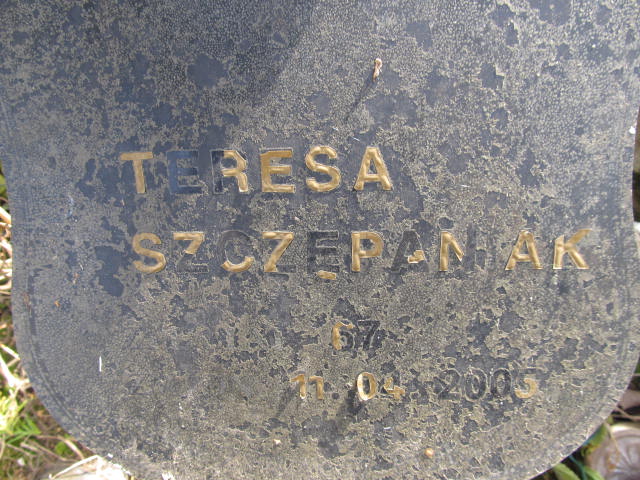 TERESA
SZCZEPANIAK
67
11. 04. 2005